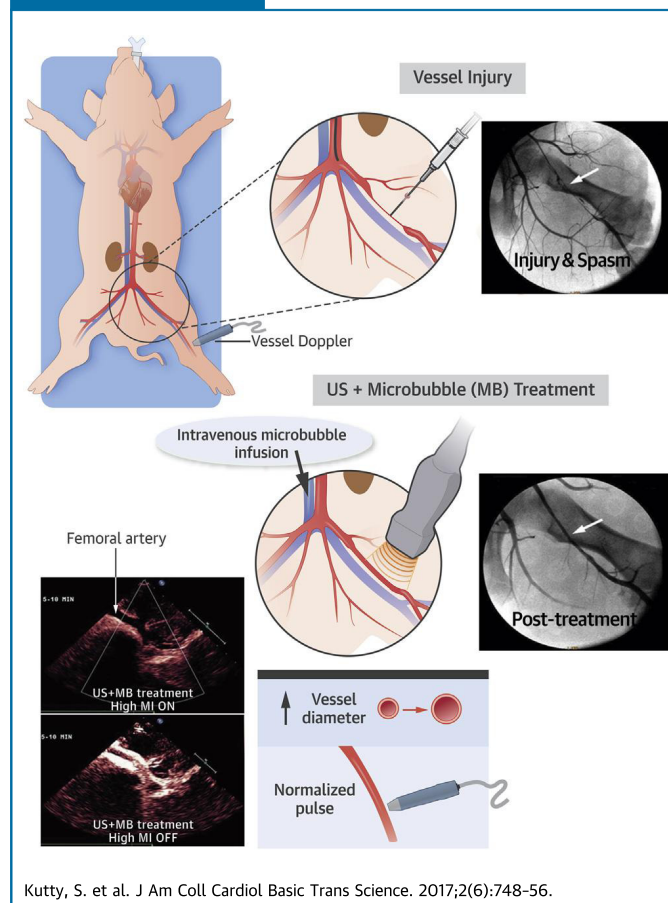 Vessel Injury
Injury & Spasm
Vessel Doppler
US + Microbubble (MB) Treatment
Intravenous microbubble
infusion
Femoral artery
Post-treatment
5-10 MIN
US+MB treatment
High MI ON
Vessel
diameter
5-10 MIN
US+MB treatment
High MI OFF
Normalized
pulse
Kutty, S. et al. J Am Coll Cardiol Basic Trans Science. 2017;2(6):748–56.